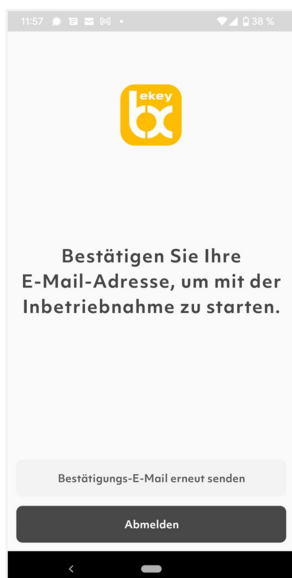 11:57 38 %
ekey
bx
Bestätigen Sie Ihre
E-Mail-Adresse, um mit der
Inbetriebnahme zu starten.
Bestätigungs-E-Mail erneut senden
Abmelden